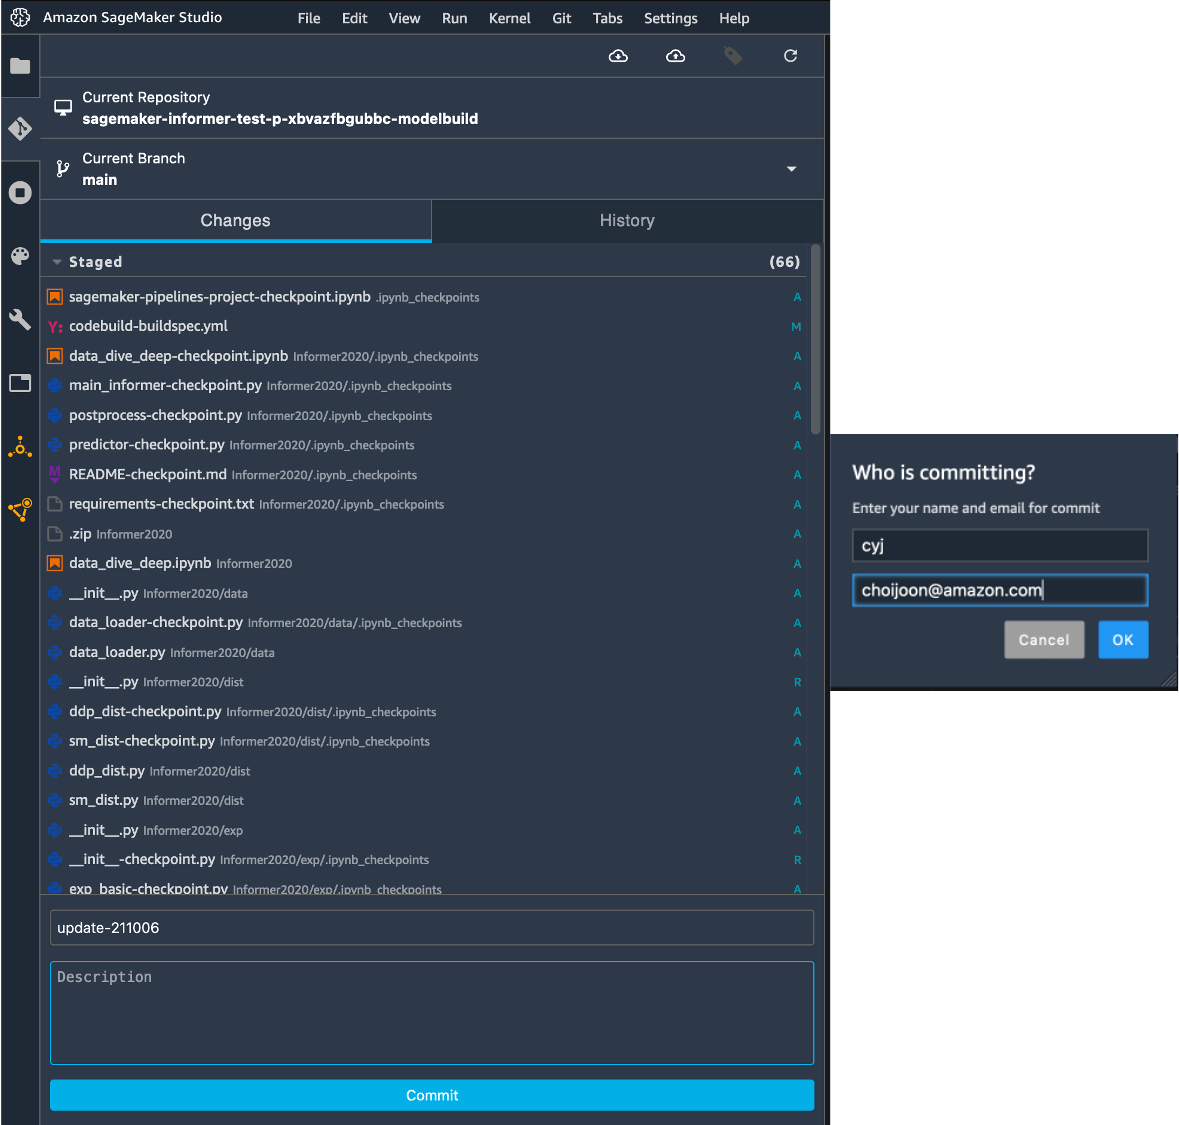 Amazon SageMaker Studio File Edit View Run Kernel Git Tabs Settings Help
Current Repository
sagemaker-informer-test-p-xbvazfbgubbc-modelbuild
Current Branch
main
Changes History
Staged (66)
sagemaker-pipelines-project-checkpoint.ipynb .ipynb_checkpoints A
Y: codebuild-buildspec.yml M
data_dive_deep-checkpoint.ipynb Informer2020/.ipynb_checkpoints A
main_informer-checkpoint.py Informer2020/.ipynb_checkpoints A
postprocess-checkpoint.py Informer2020/.ipynb_checkpoints A
predictor-checkpoint.py Informer2020/.ipynb_checkpoints A
M README-checkpoint.md Informer2020/.ipynb_checkpoints A
requirements-checkpoint.txt Informer2020/.ipynb_checkpoints A
.zip Informer2020 A
data_dive_deep.ipynb Informer2020 A
__init__.py Informer2020/data A
data_loader-checkpoint.py Informer2020/data/.ipynb_checkpoints A
data_loader.py Informer2020/data A
__init__.py Informer2020/dist R
ddp_dist-checkpoint.py Informer2020/dist/.ipynb_checkpoints A
sm_dist-checkpoint.py Informer2020/dist/.ipynb_checkpoints A
ddp_dist.py Informer2020/dist A
sm_dist.py Informer2020/dist A
__init__.py Informer2020/exp A
__init__-checkpoint.py Informer2020/exp/.ipynb_checkpoints R
exp_basic-checkpoint.py Informer2020/exp/.ipynb_checkpoints A
update-211006
Description
Commit
Who is committing?
Enter your name and email for commit
cyj
choijoon@amazon.com
Cancel OK